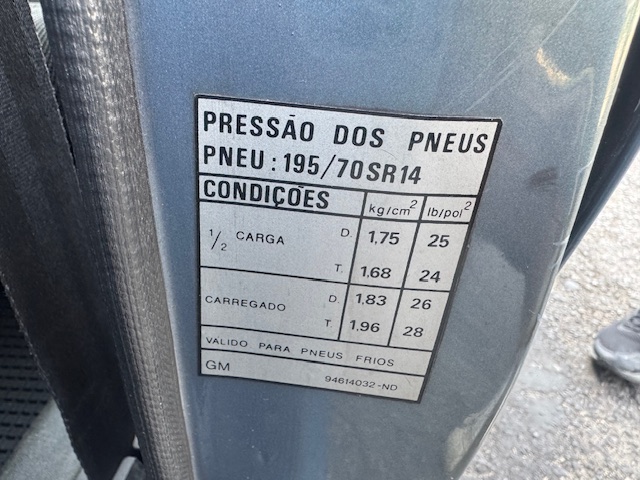 PRESSÃO DOS PNEUS
PNEU : 195/70SR14
CONDIÇÕES kg/cm² lb/pol²
1/2 CARGA D. 1,75 25
T. 1.68 24
CARREGADO D. 1.83 26
T. 1.96 28
VALIDO PARA PNEUS FRIOS
GM 94614032-ND